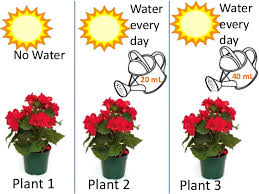 No Water
Plant 1
Water
every
day
20 mL
Plant 2
Water
every
day
40 mL
Plant 3